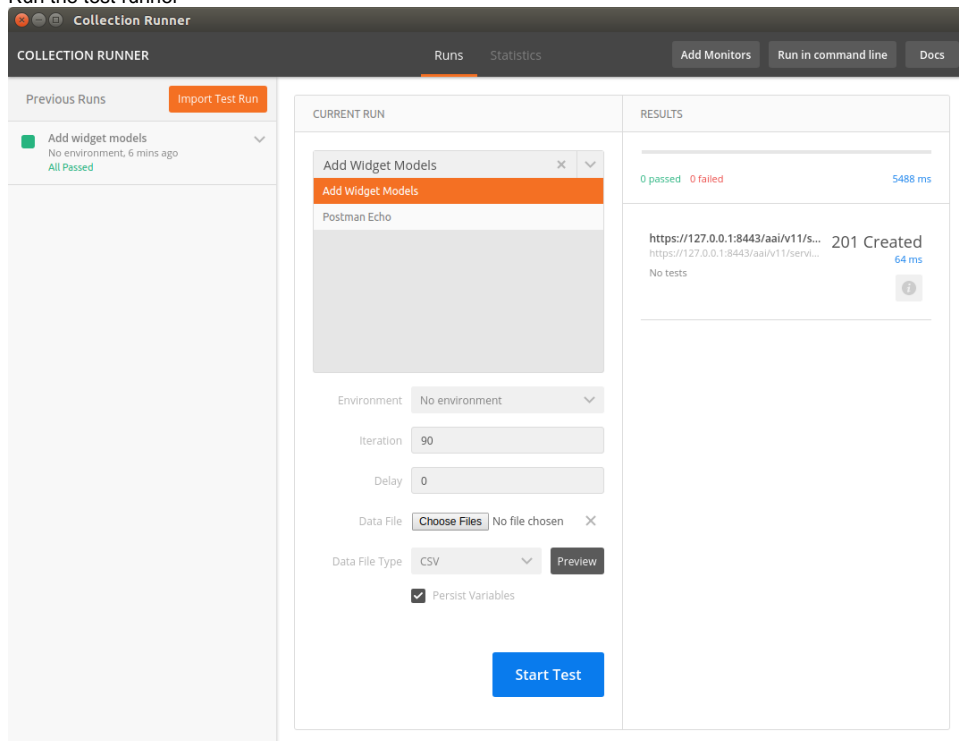 Run the test runner
Collection Runner
COLLECTION RUNNER
Runs
Statistics
Add Monitors
Run in command line
Docs
Previous Runs
Import Test Run
Add widget models
No environment, 6 mins ago
All Passed
CURRENT RUN
Add Widget Models
Add Widget Models
Postman Echo
Environment No environment
Iteration 90
Delay 0
Data File Choose Files No file chosen
Data File Type CSV Preview
Persist Variables
Start Test
RESULTS
0 passed 0 failed 5488 ms
https://127.0.0.1:8443/aai/v11/s... 201 Created
https://127.0.0.1:8443/aai/v11/servi... 64 ms
No tests